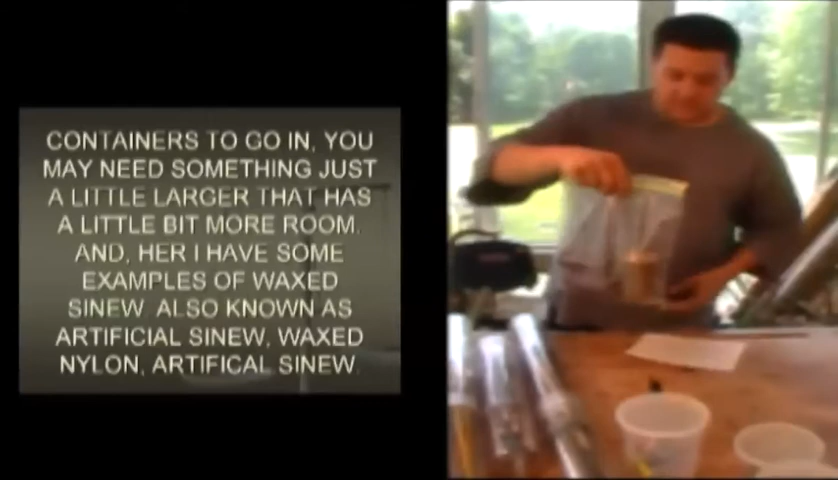 CONTAINERS TO GO IN, YOU
MAY NEED SOMETHING JUST
A LITTLE LARGER THAT HAS
A LITTLE BIT MORE ROOM.
AND, HER I HAVE SOME
EXAMPLES OF WAXED
SINEW ALSO KNOWN AS
ARTIFICIAL SINEW, WAXED
NYLON, ARTIFICAL SINEW.